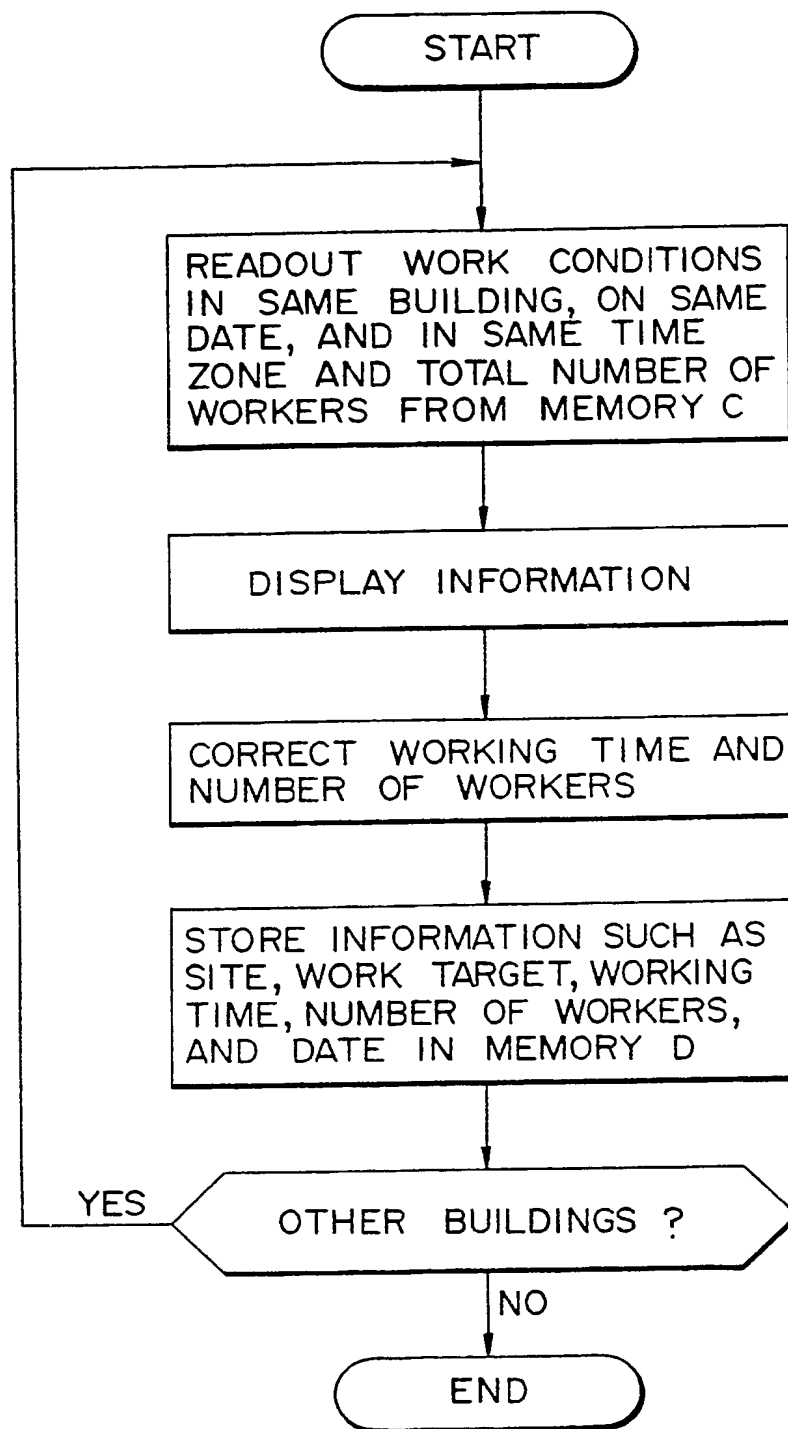 START
READOUT WORK CONDITIONS
IN SAME BUILDING, ON SAME
DATE, AND IN SAME TIME
ZONE AND TOTAL NUMBER OF
WORKERS FROM MEMORY C
DISPLAY INFORMATION
CORRECT WORKING TIME AND
NUMBER OF WORKERS
STORE INFORMATION SUCH AS
SITE, WORK TARGET, WORKING
TIME, NUMBER OF WORKERS,
AND DATE IN MEMORY D
YES
OTHER BUILDINGS ?
NO
END